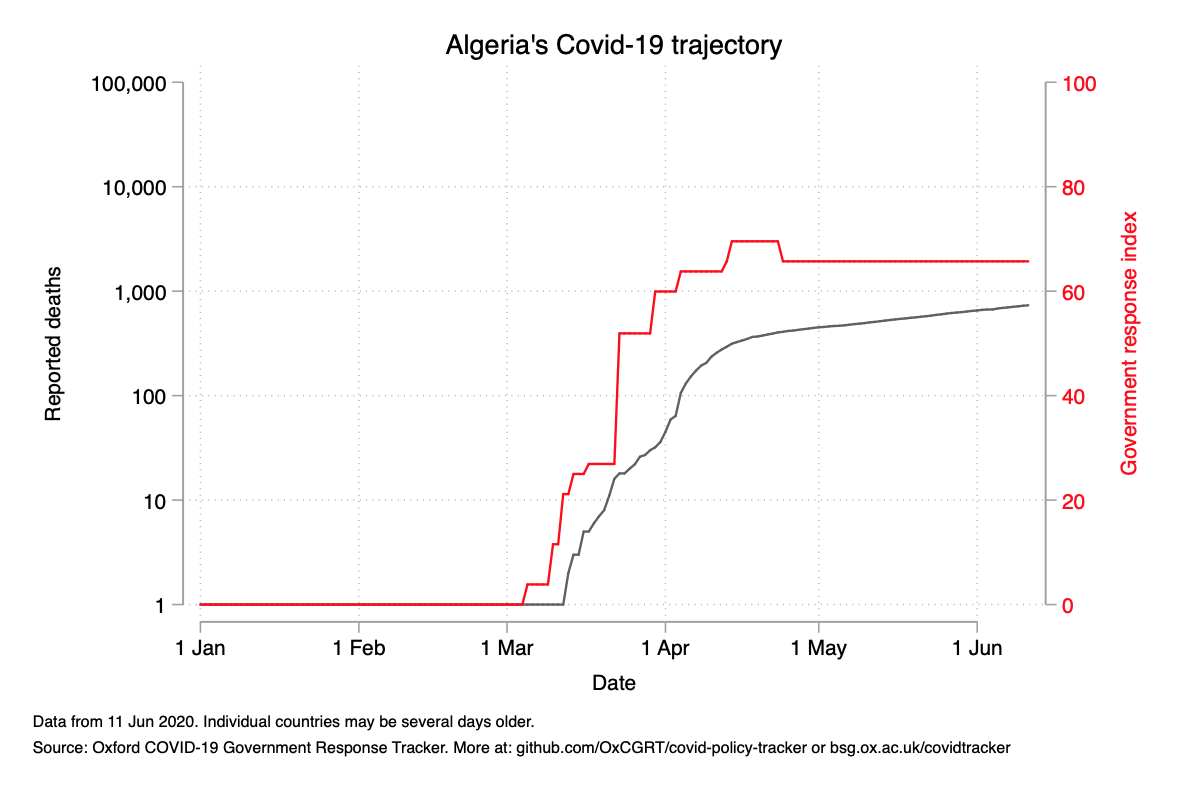 Algeria's Covid-19 trajectory
100,000
10,000
1,000
100
10
1
Reported deaths
100
80
60
40
20
0
Government response index
1 Jan 1 Feb 1 Mar 1 Apr 1 May 1 Jun
Date
Data from 11 Jun 2020. Individual countries may be several days older.
Source: Oxford COVID-19 Government Response Tracker. More at: github.com/OxCGRT/covid-policy-tracker or bsg.ox.ac.uk/covidtracker